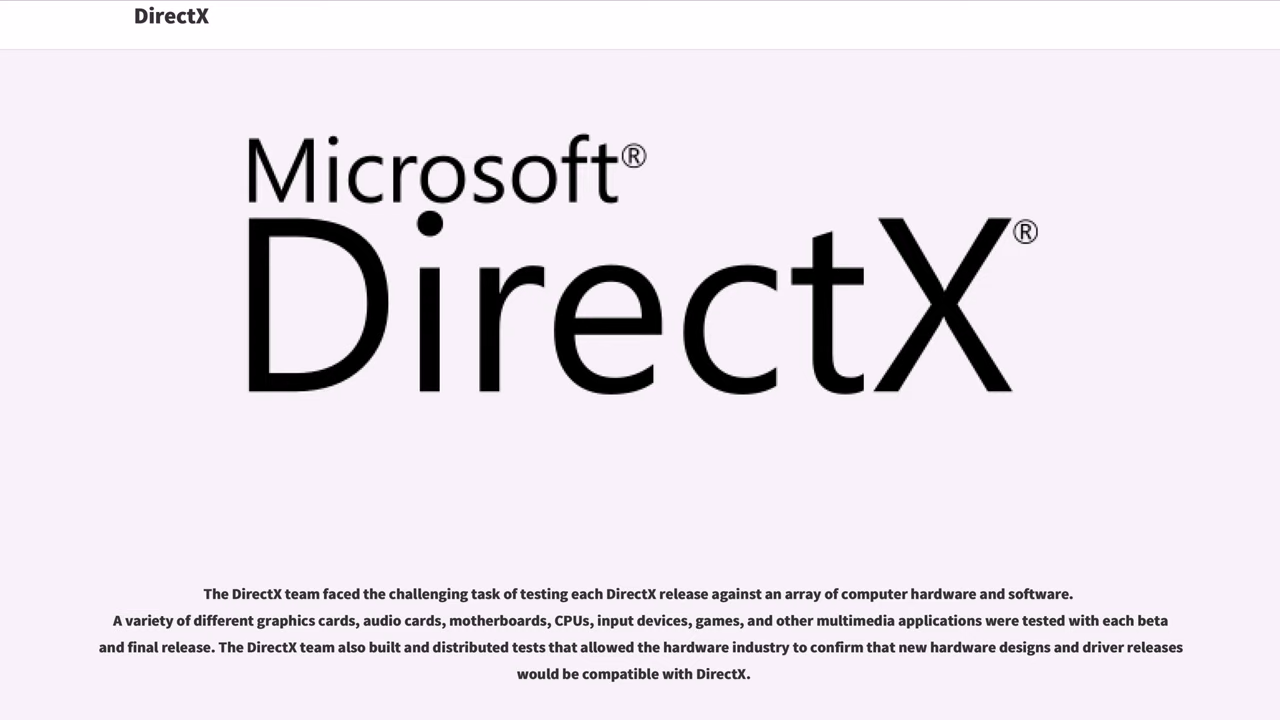 DirectX
Microsoft®
DirectX®
The DirectX team faced the challenging task of testing each DirectX release against an array of computer hardware and software.
A variety of different graphics cards, audio cards, motherboards, CPUs, input devices, games, and other multimedia applications were tested with each beta
and final release. The DirectX team also built and distributed tests that allowed the hardware industry to confirm that new hardware designs and driver releases
would be compatible with DirectX.